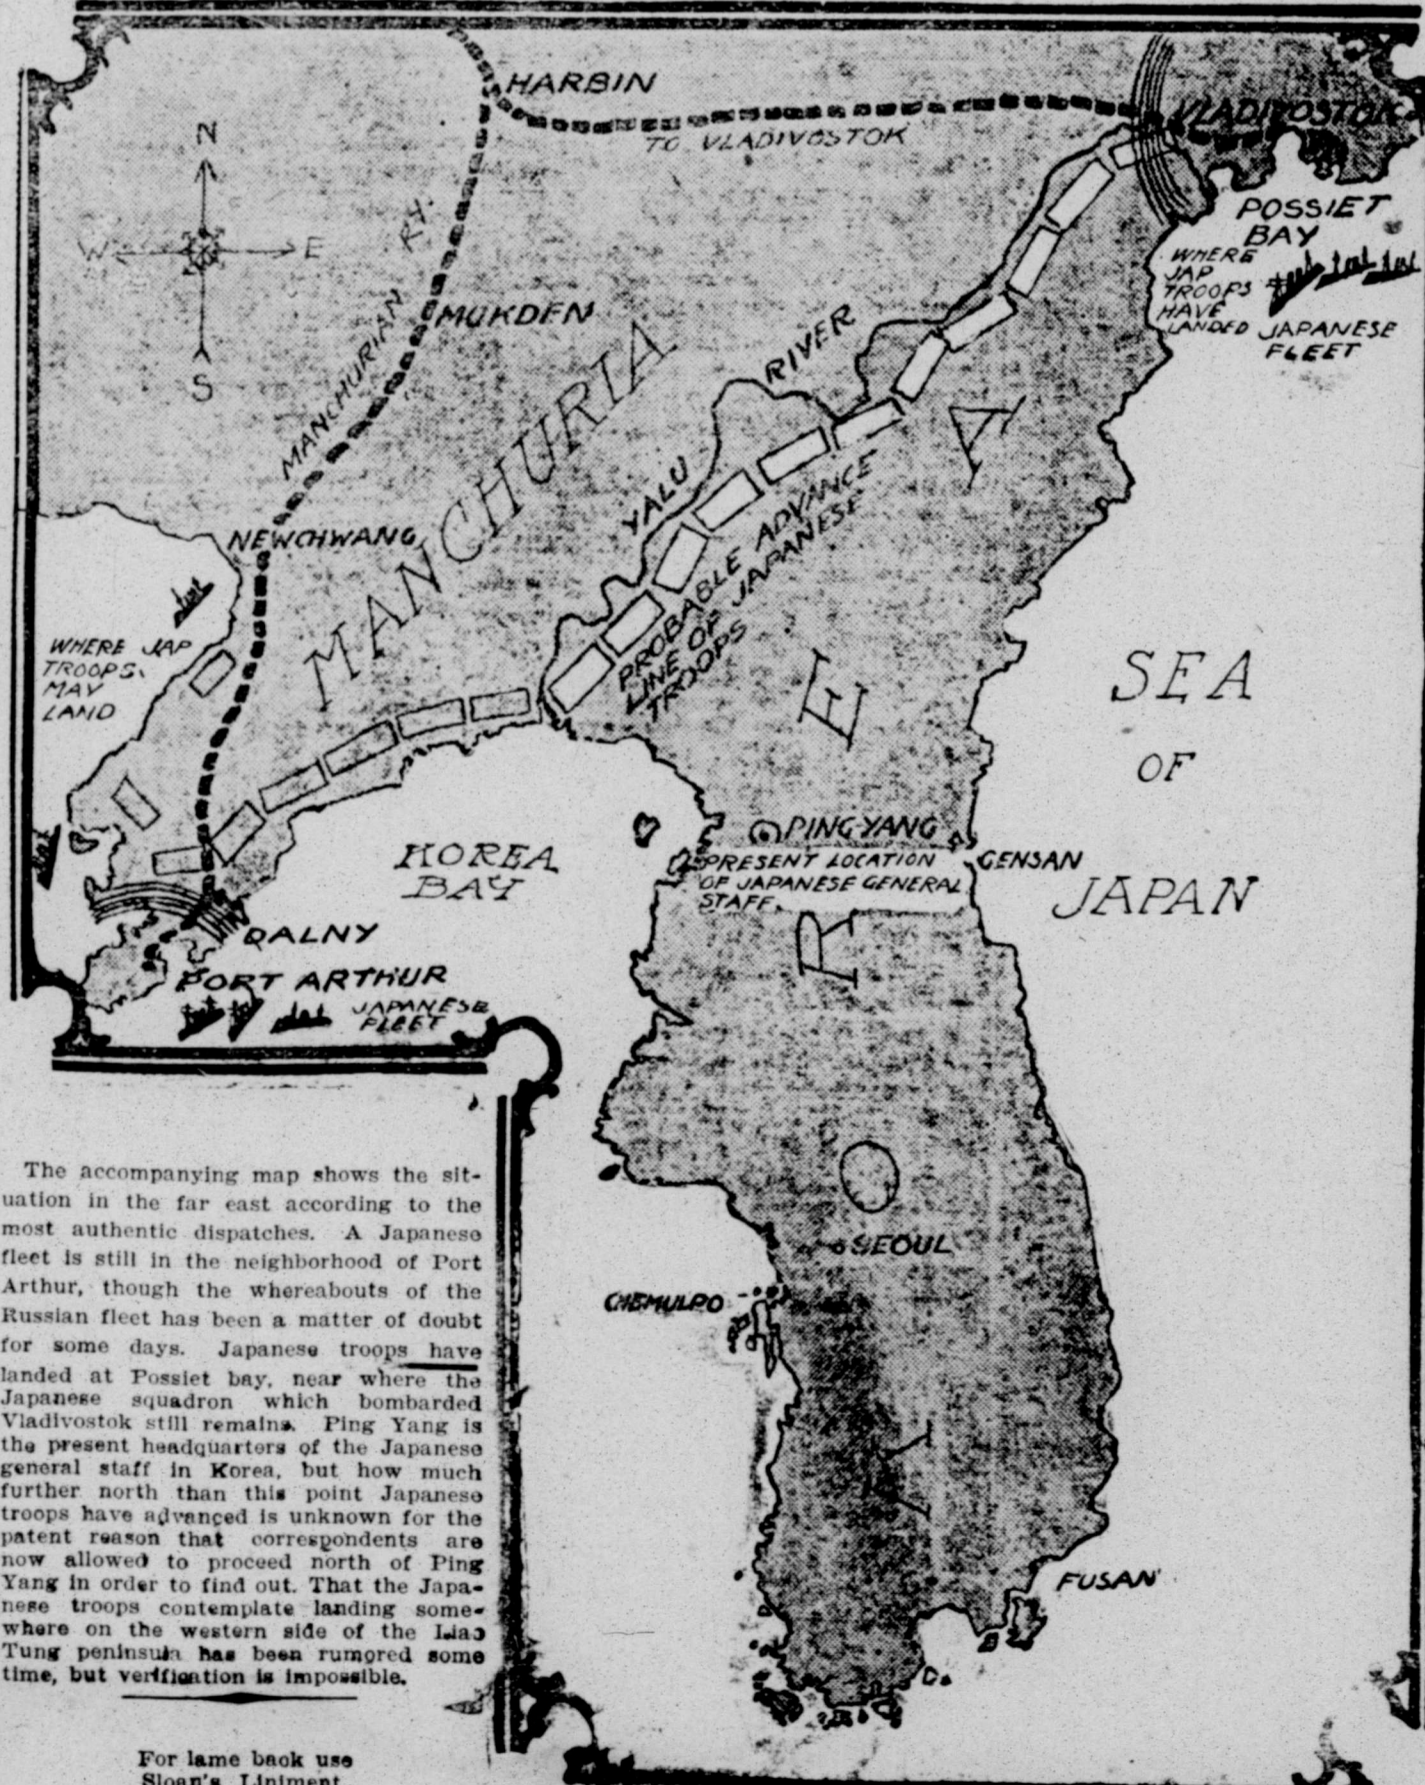 HARBIN
TO VLADIVOSTOK
VLADIVOSTOK
N
W
E
S
POSSIET
BAY
WHERE
JAP
TROOPS
HAVE
LANDED
JAPANESE
FLEET
MANCHURIAN RY.
MUKDEN
MANCHURIA
YALU RIVER
NEWCHWANG
PROBABLE ADVANCE
LINE OF JAPANESE
TROOPS
WHERE JAP
TROOPS
MAY
LAND
KOREA
SEA
OF
JAPAN
PING-YANG
PRESENT LOCATION
OF JAPANESE GENERAL
STAFF.
GENSAN
KOREA
BAY
DALNY
PORT ARTHUR
JAPANESE
FLEET
SEOUL
CHEMULPO
FUSAN
The accompanying map shows the sit-
uation in the far east according to the
most authentic dispatches. A Japanese
fleet is still in the neighborhood of Port
Arthur, though the whereabouts of the
Russian fleet has been a matter of doubt
for some days. Japanese troops have
landed at Possiet bay, near where the
Japanese squadron which bombarded
Vladivostok still remains. Ping Yang is
the present headquarters of the Japanese
general staff in Korea, but how much
further north than this point Japanese
troops have advanced is unknown for the
patent reason that correspondents are
now allowed to proceed north of Ping
Yang in order to find out. That the Japa-
nese troops contemplate landing some-
where on the western side of the Liao
Tung peninsula has been rumored some
time, but verification is impossible.
For lame back use
Sloan's Liniment